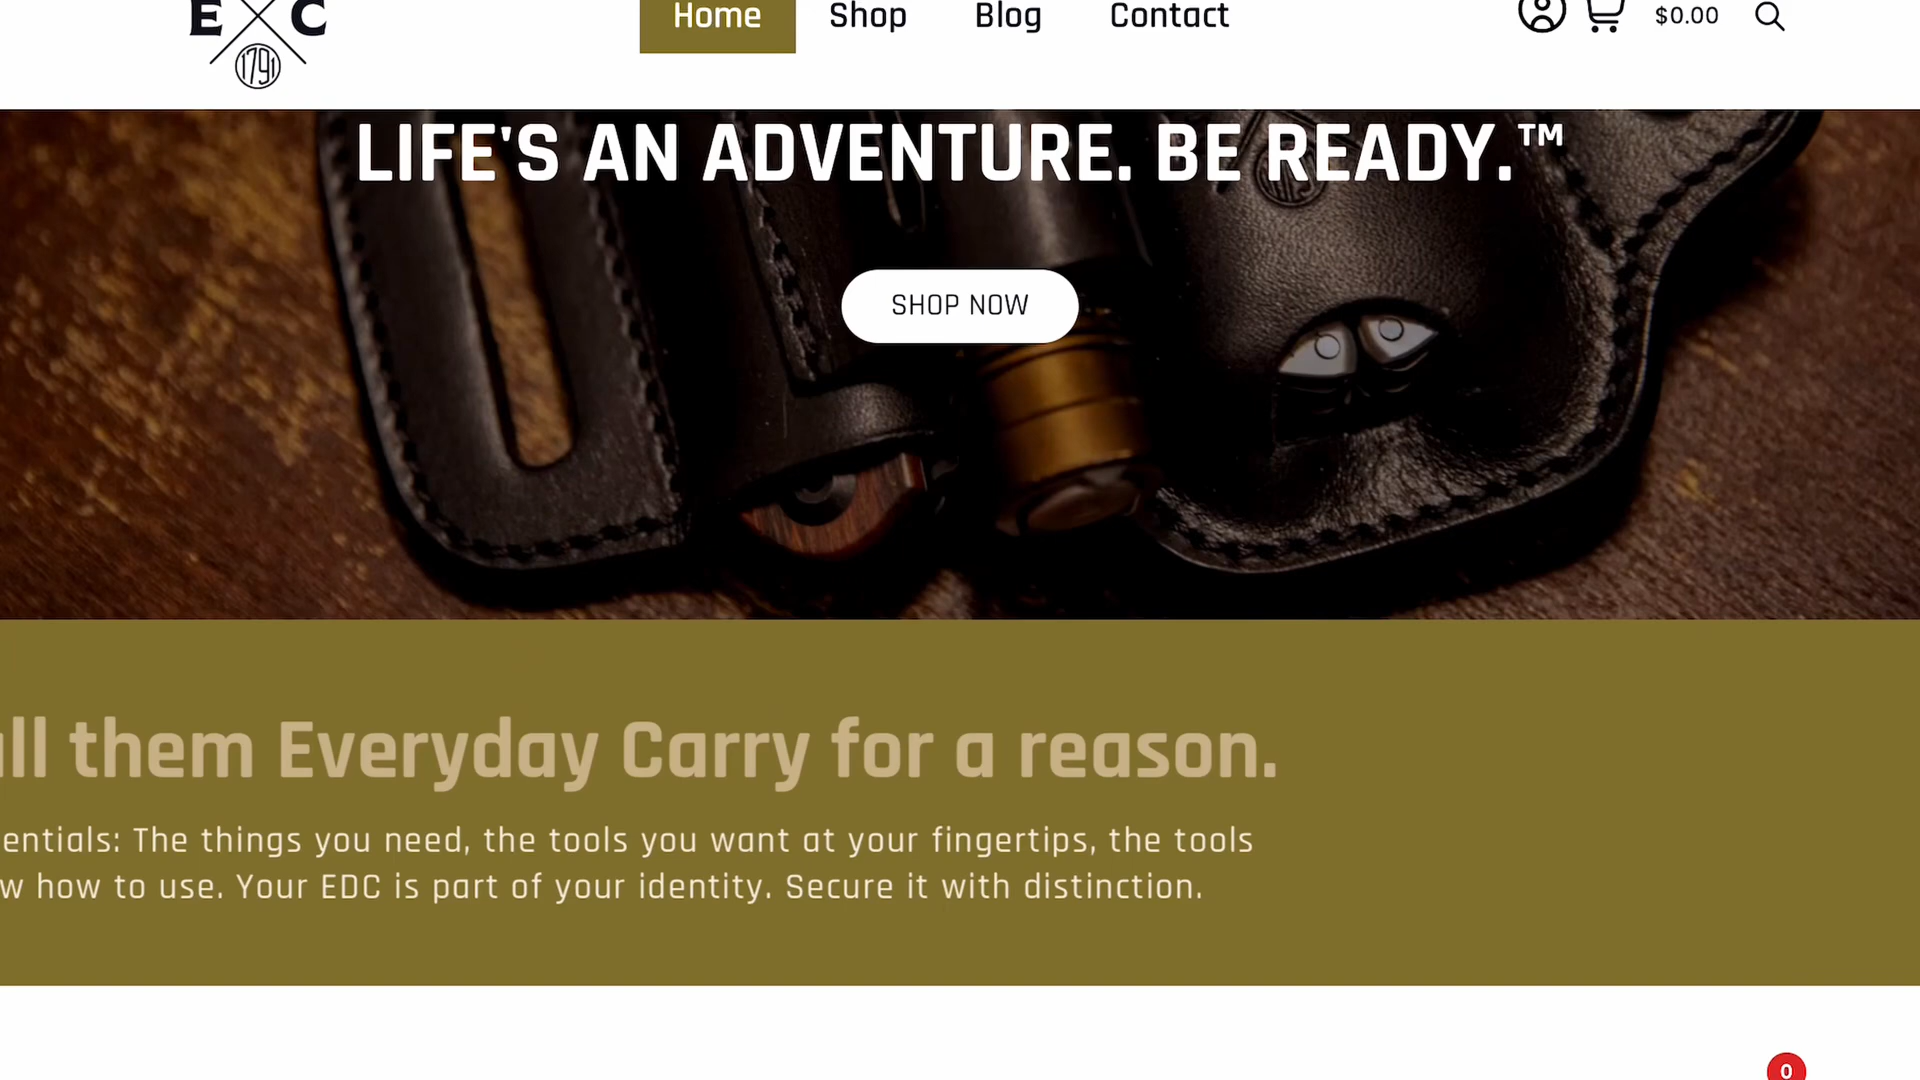 E C
1791
Home
Shop
Blog
Contact
$0.00
LIFE'S AN ADVENTURE. BE READY.™
SHOP NOW
all them Everyday Carry for a reason.
entials: The things you need, the tools you want at your fingertips, the tools
w how to use. Your EDC is part of your identity. Secure it with distinction.
0